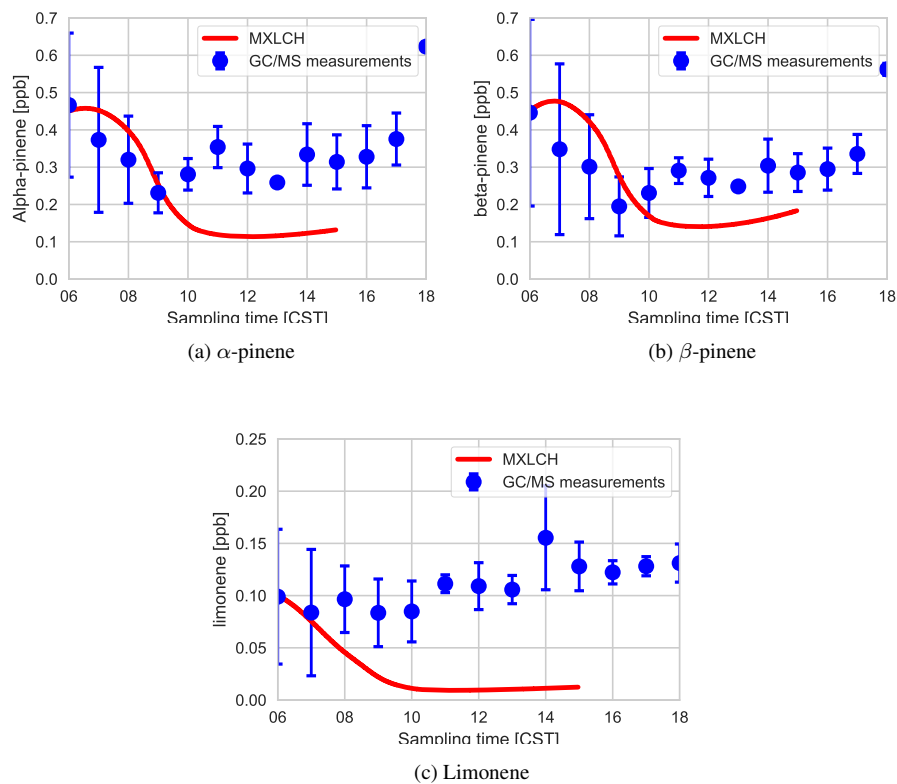 0.7
0.6
0.5
0.4
0.3
0.2
0.1
0.0
Alpha-pinene [ppb]
MXLCH
GC/MS measurements
06 08 10 12 14 16 18
Sampling time [CST]
(a) α-pinene
0.7
0.6
0.5
0.4
0.3
0.2
0.1
0.0
beta-pinene [ppb]
MXLCH
GC/MS measurements
06 08 10 12 14 16 18
Sampling time [CST]
(b) β-pinene
0.25
0.20
0.15
0.10
0.05
0.00
limonene [ppb]
MXLCH
GC/MS measurements
06 08 10 12 14 16 18
Sampling time [CST]
(c) Limonene